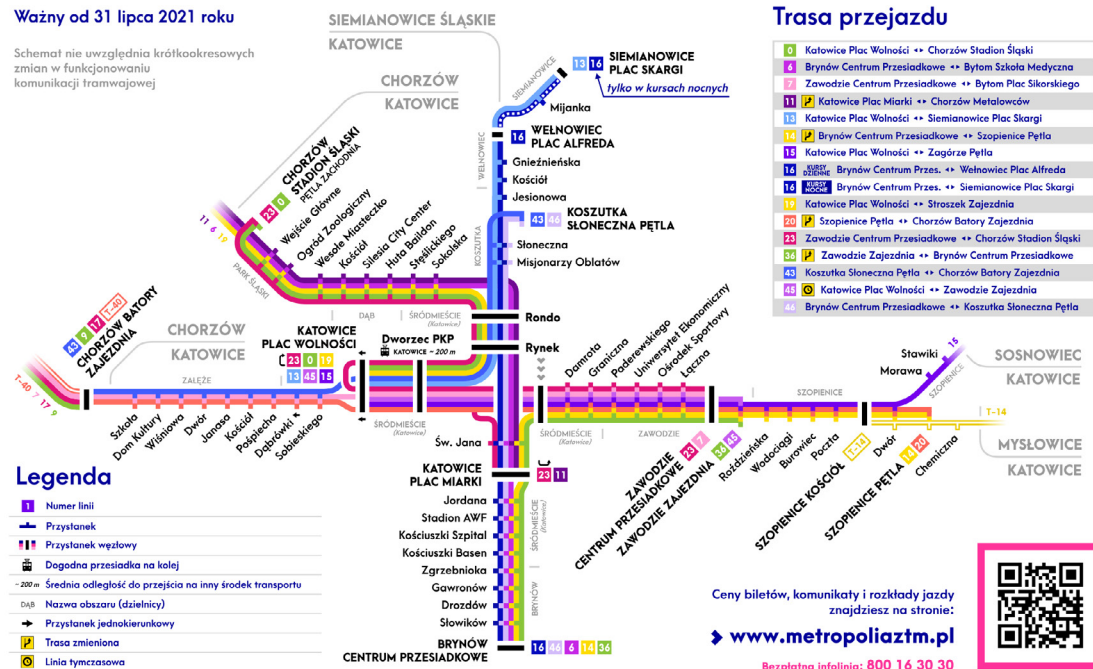 Ważny od 31 lipca 2021 roku
Schemat nie uwzględnia krótkookresowych
zmian w funkcjonowaniu
komunikacji tramwajowej
SIEMIANOWICE ŚLĄSKIE
KATOWICE
CHORZÓW
KATOWICE
13 16
SIEMIANOWICE
PLAC SKARGI
tylko w kursach nocnych
SIEMIANOWICE
Mijanka
16
WEŁNOWIEC
PLAC ALFREDA
WEŁNOWIEC
Gnieźnieńska
Kościół
Jesionowa
43 46
KOSZUTKA
SŁONECZNA PĘTLA
KOSZUTKA
Słoneczna
Misjonarzy Oblatów
Rondo
Rynek
CHORZÓW
STADION ŚLĄSKI
PĘTLA ZACHODNIA
23 0
11 6 19
PARK ŚLĄSKI
Wejście Główne
Ogród Zoologiczny
Wesołe Miasteczko
Kościół
Silesia City Center
Huta Baildon
Stęślickiego
Sokolska
DĄB
ŚRÓDMIEŚCIE
(Katowice)
43 9 17 T-40
CHORZÓW BATORY
ZAJEZDNIA
T-40 7 17 9
CHORZÓW
KATOWICE
ZAŁĘŻE
Szkoła
Dom Kultury
Wiśniowa
Dwór
Janasa
Kościół
Pośpiecha
Dąbrówki
Sobieskiego
KATOWICE
PLAC WOLNOŚCI
23 0 19
13 45 15
Dworzec PKP
KATOWICE ~ 200 m
ŚRÓDMIEŚCIE
(Katowice)
Św. Jana
KATOWICE
PLAC MIARKI
23 11
Jordana
Stadion AWF
Kościuszki Szpital
Kościuszki Basen
Zgrzebnioka
Gawronów
Drozdów
Słowików
ŚRÓDMIEŚCIE
(Katowice)
BRYNÓW
BRYNÓW
CENTRUM PRZESIADKOWE
16 46 6 14 36
Damrota
Graniczna
Paderewskiego
Uniwersytet Ekonomiczny
Ośrodek Sportowy
Łączna
ŚRÓDMIEŚCIE
(Katowice)
ZAWODZIE
ZAWODZIE
CENTRUM PRZESIADKOWE
23 7
ZAWODZIE ZAJEZDNIA
36 45
Roździeńska
Wodociągi
Burowiec
Poczta
SZOPIENICE
SZOPIENICE KOŚCIÓŁ
T-14
Dwór
SZOPIENICE PĘTLA
14 20
Chemiczna
T-14
Stawiki
Morawa
15
SZOPIENICE
SOSNOWIEC
KATOWICE
MYSŁOWICE
KATOWICE
Trasa przejazdu
0 Katowice Plac Wolności ◂▸ Chorzów Stadion Śląski
6 Brynów Centrum Przesiadkowe ◂▸ Bytom Szkoła Medyczna
7 Zawodzie Centrum Przesiadkowe ◂▸ Bytom Plac Sikorskiego
11 Katowice Plac Miarki ◂▸ Chorzów Metalowców
13 Katowice Plac Wolności ◂▸ Siemianowice Plac Skargi
14 Brynów Centrum Przesiadkowe ◂▸ Szopienice Pętla
15 Katowice Plac Wolności ◂▸ Zagórze Pętla
16 KURSY DZIENNE Brynów Centrum Przes. ◂▸ Wełnowiec Plac Alfreda
16 KURSY NOCNE Brynów Centrum Przes. ◂▸ Siemianowice Plac Skargi
19 Katowice Plac Wolności ◂▸ Stroszek Zajezdnia
20 Szopienice Pętla ◂▸ Chorzów Batory Zajezdnia
23 Zawodzie Centrum Przesiadkowe ◂▸ Chorzów Stadion Śląski
36 Zawodzie Zajezdnia ◂▸ Brynów Centrum Przesiadkowe
43 Koszutka Słoneczna Pętla ◂▸ Chorzów Batory Zajezdnia
45 Katowice Plac Wolności ◂▸ Zawodzie Zajezdnia
46 Brynów Centrum Przesiadkowe ◂▸ Koszutka Słoneczna Pętla
Legenda
1 Numer linii
Przystanek
Przystanek węzłowy
Dogodna przesiadka na kolej
~ 200 m Średnia odległość do przejścia na inny środek transportu
DĄB Nazwa obszaru (dzielnicy)
Przystanek jednokierunkowy
Trasa zmieniona
Linia tymczasowa
Ceny biletów, komunikaty i rozkłady jazdy
znajdziesz na stronie:
www.metropoliaztm.pl
Bezpłatna infolinia: 800 16 30 30